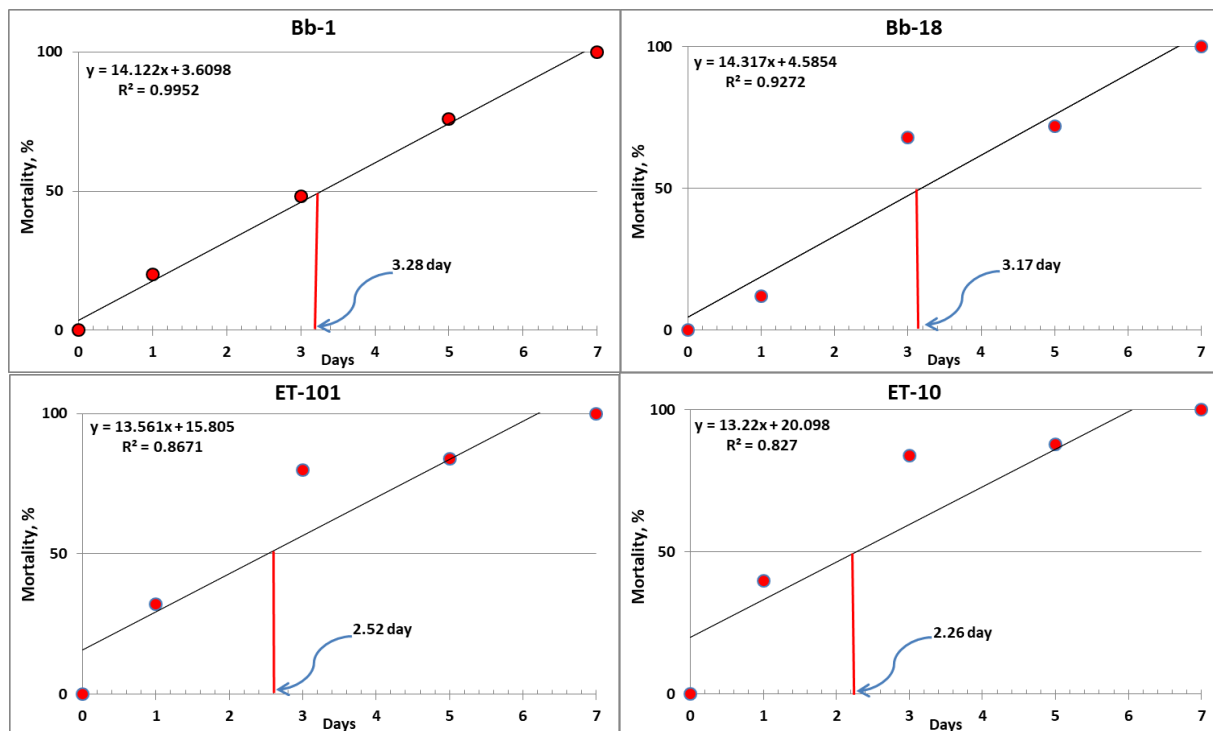 Bb-1
y = 14.122x + 3.6098
R² = 0.9952
Mortality, %
100
50
0
3.28 day
0 1 2 3 4 5 6 7
Days
Bb-18
y = 14.317x + 4.5854
R² = 0.9272
Mortality, %
100
50
0
3.17 day
0 1 2 3 4 5 6 7
Days
ET-101
y = 13.561x + 15.805
R² = 0.8671
Mortality, %
100
50
0
2.52 day
0 1 2 3 4 5 6 7
Days
ET-10
y = 13.22x + 20.098
R² = 0.827
Mortality, %
100
50
0
2.26 day
0 1 2 3 4 5 6 7
Days